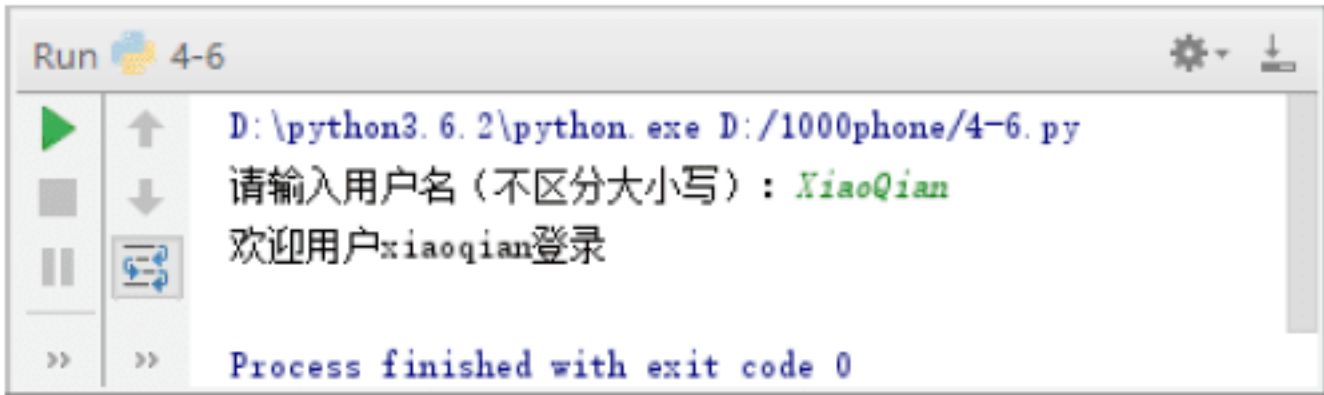 Run 4-6
D:\python3.6.2\python.exe D:/1000phone/4-6.py
请输入用户名（不区分大小写）：XiaoQian
欢迎用户xiaoqian登录
Process finished with exit code 0